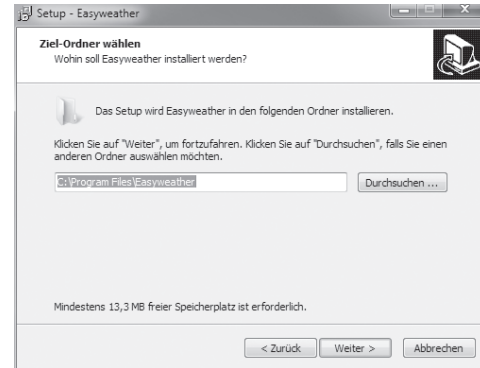 Setup - Easyweather
Ziel-Ordner wählen
Wohin soll Easyweather installiert werden?
Das Setup wird Easyweather in den folgenden Ordner installieren.
Klicken Sie auf "Weiter", um fortzufahren. Klicken Sie auf "Durchsuchen", falls Sie einen
anderen Ordner auswählen möchten.
C:\Program Files\Easyweather
Durchsuchen ...
Mindestens 13,3 MB freier Speicherplatz ist erforderlich.
< Zurück
Weiter >
Abbrechen